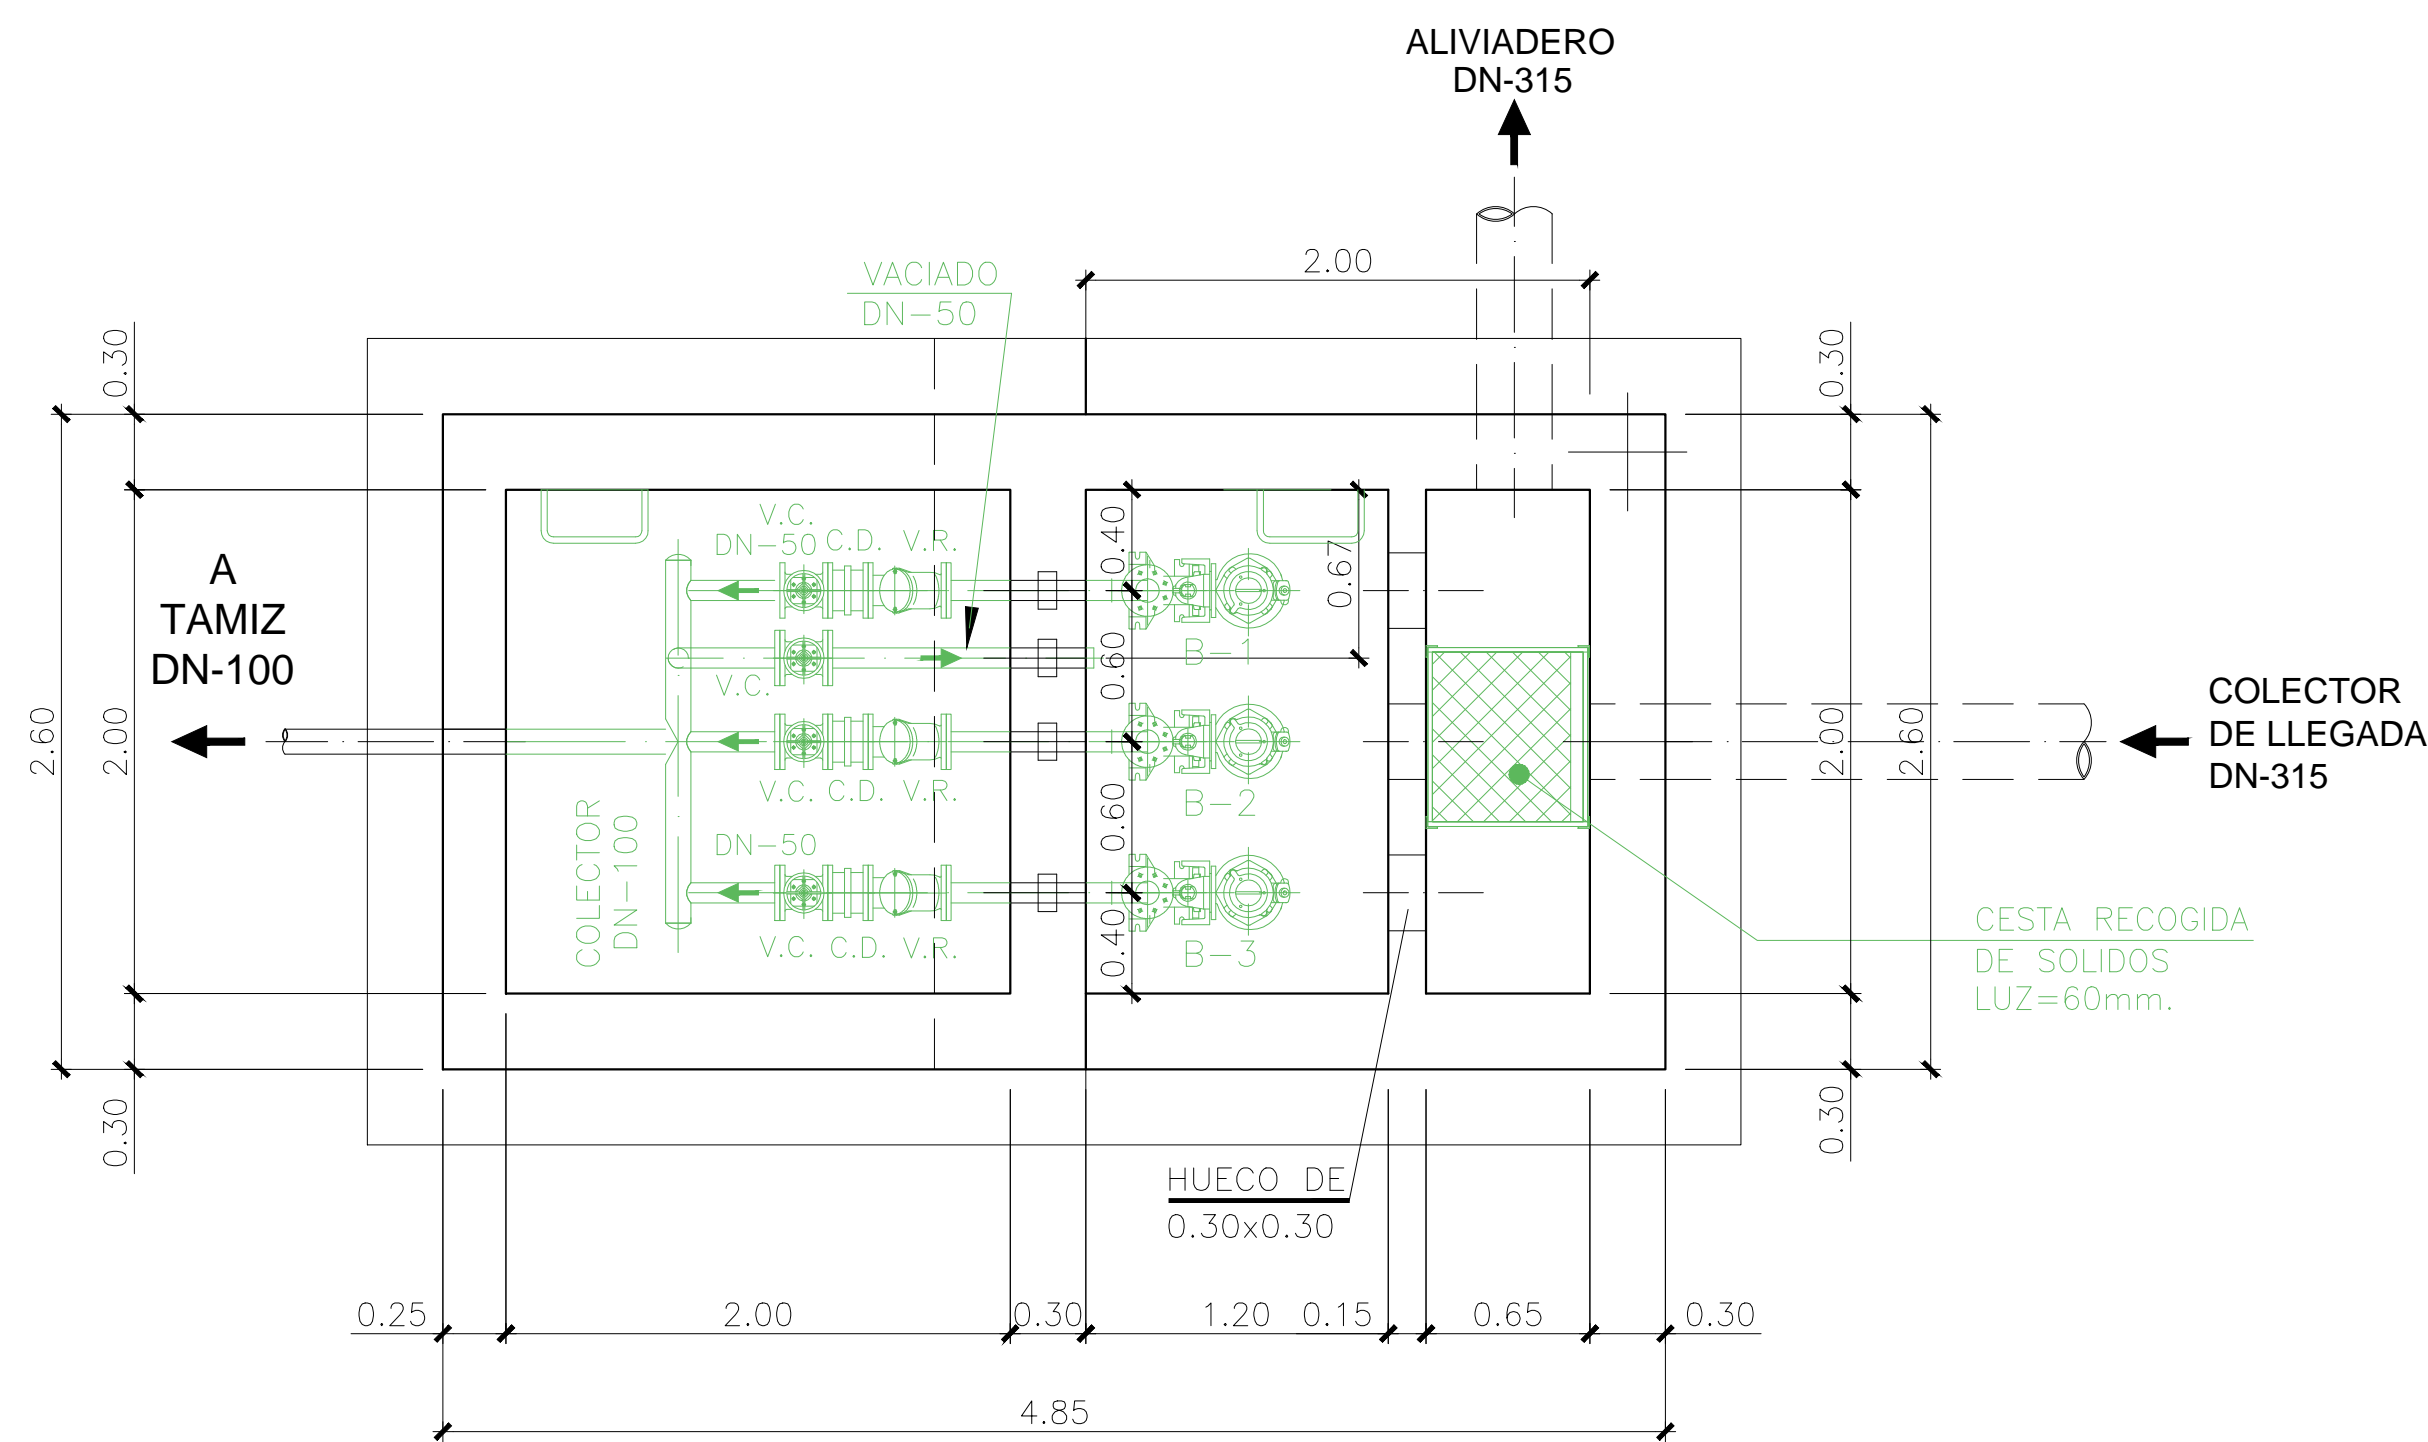 ALIVIADERO
DN-315
2.00
VACIADO
DN-50
0.30
0.30
V.C.
DN-50 C.D. V.R.
0.40
0.67
A
TAMIZ
DN-100
B-1
0.60
V.C.
2.60
2.00
2.00
2.60
COLECTOR
DE LLEGADA
DN-315
V.C. C.D. V.R.
B-2
0.60
COLECTOR
DN-100
DN-50
V.C. C.D. V.R.
B-3
0.40
CESTA RECOGIDA
DE SOLIDOS
LUZ=60mm.
0.30
0.30
HUECO DE
0.30x0.30
0.25 2.00 0.30 1.20 0.15 0.65 0.30
4.85